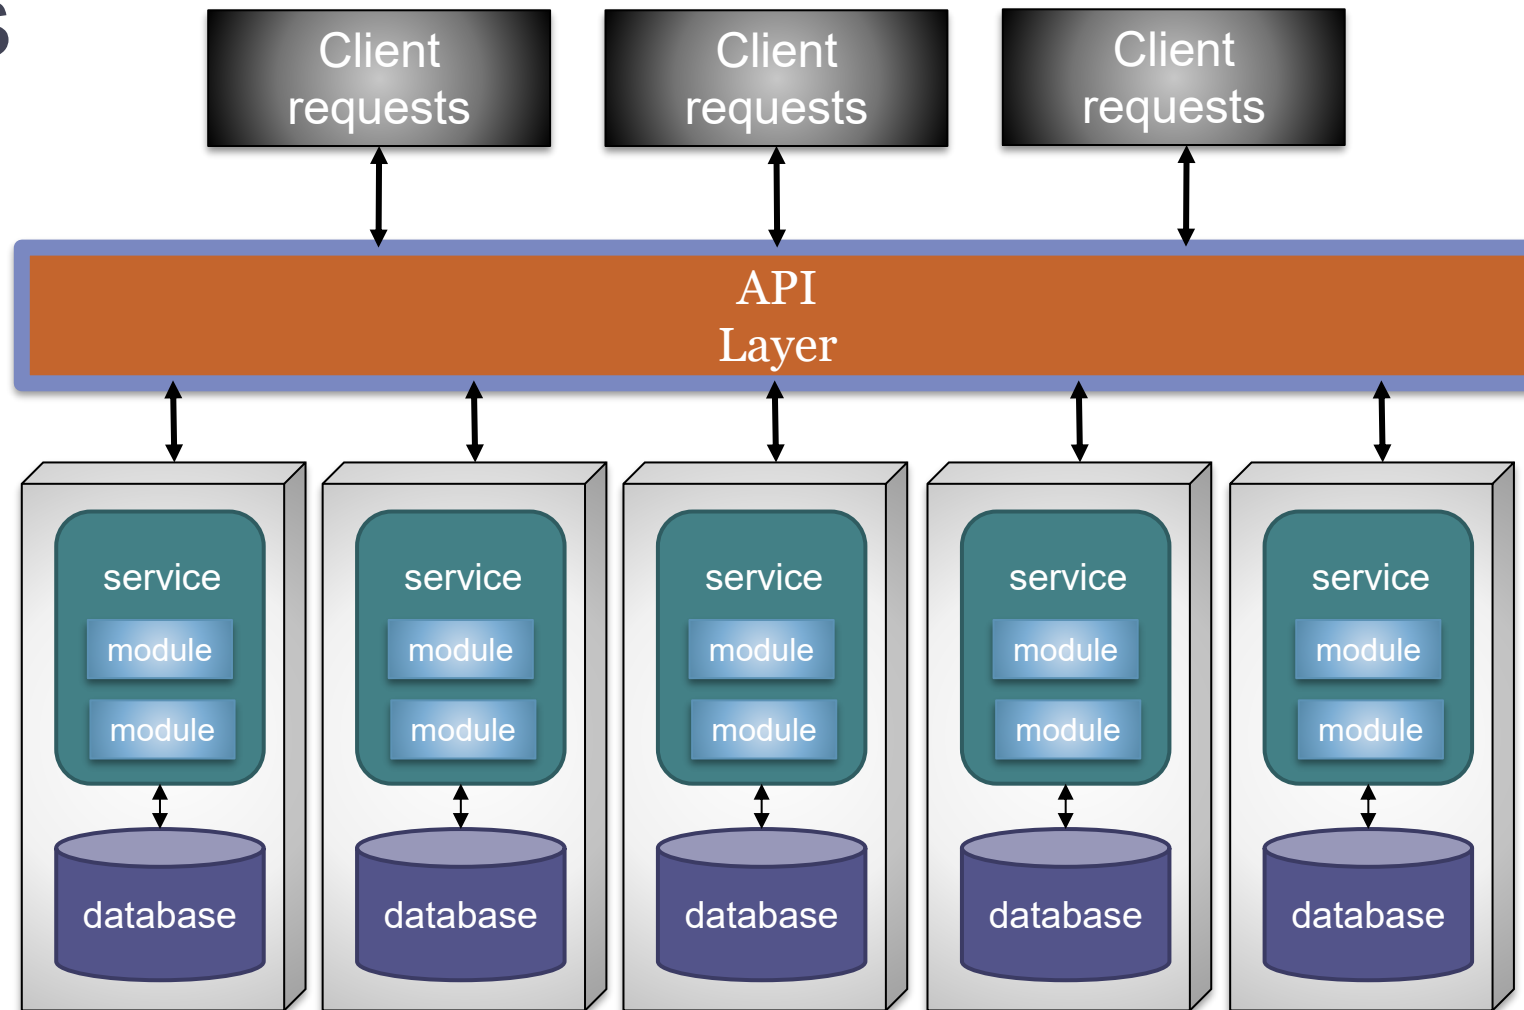 s
Client
requests
Client
requests
Client
requests
API
Layer
service
module
module
database
service
module
module
database
service
module
module
database
service
module
module
database
service
module
module
database